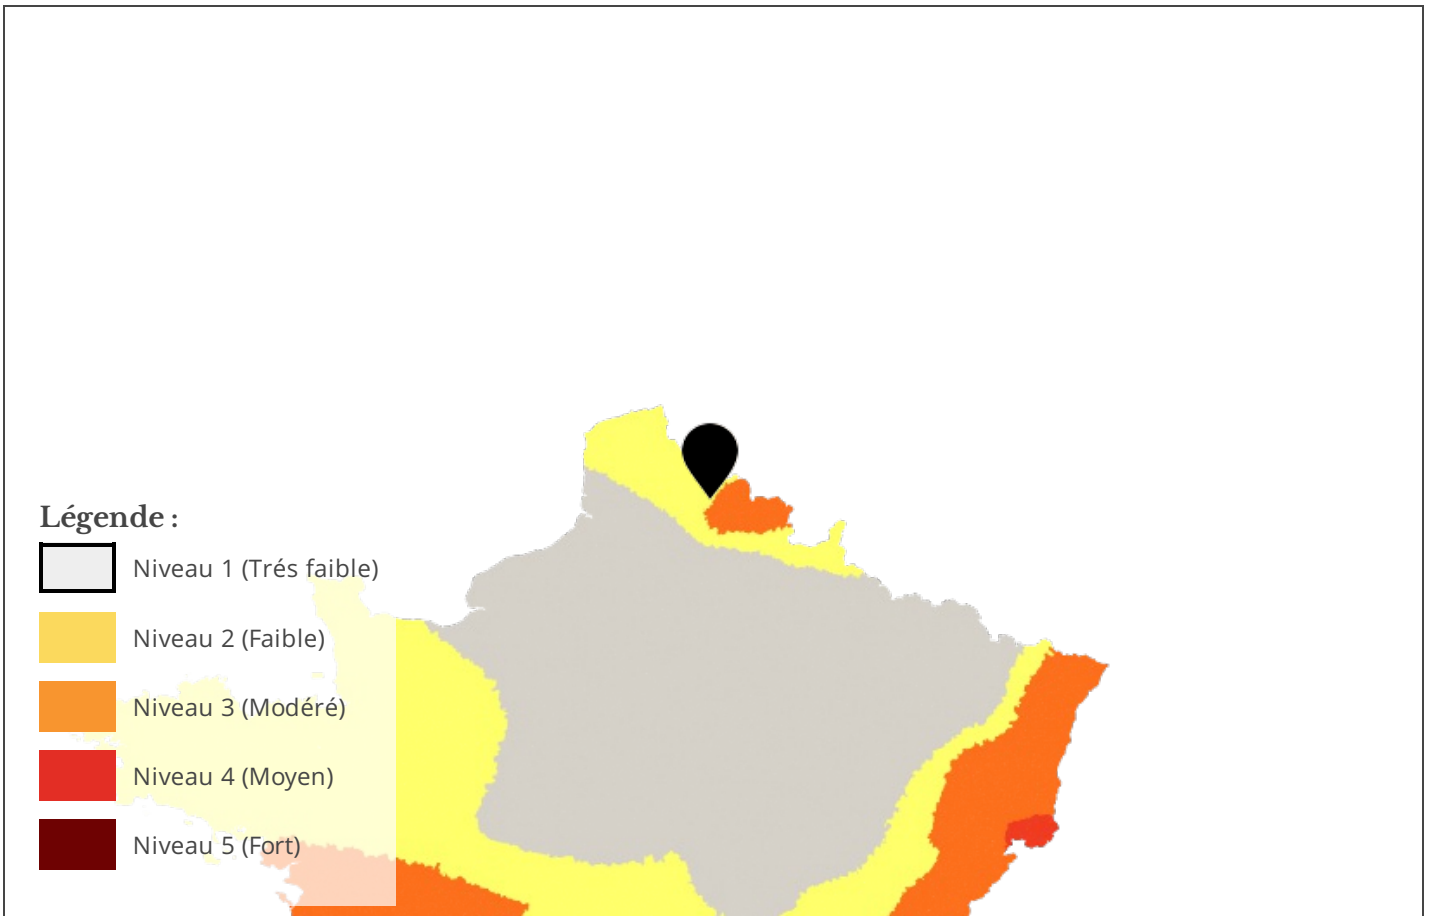 Légende :
Niveau 1 (Trés faible)
Niveau 2 (Faible)
Niveau 3 (Modéré)
Niveau 4 (Moyen)
Niveau 5 (Fort)